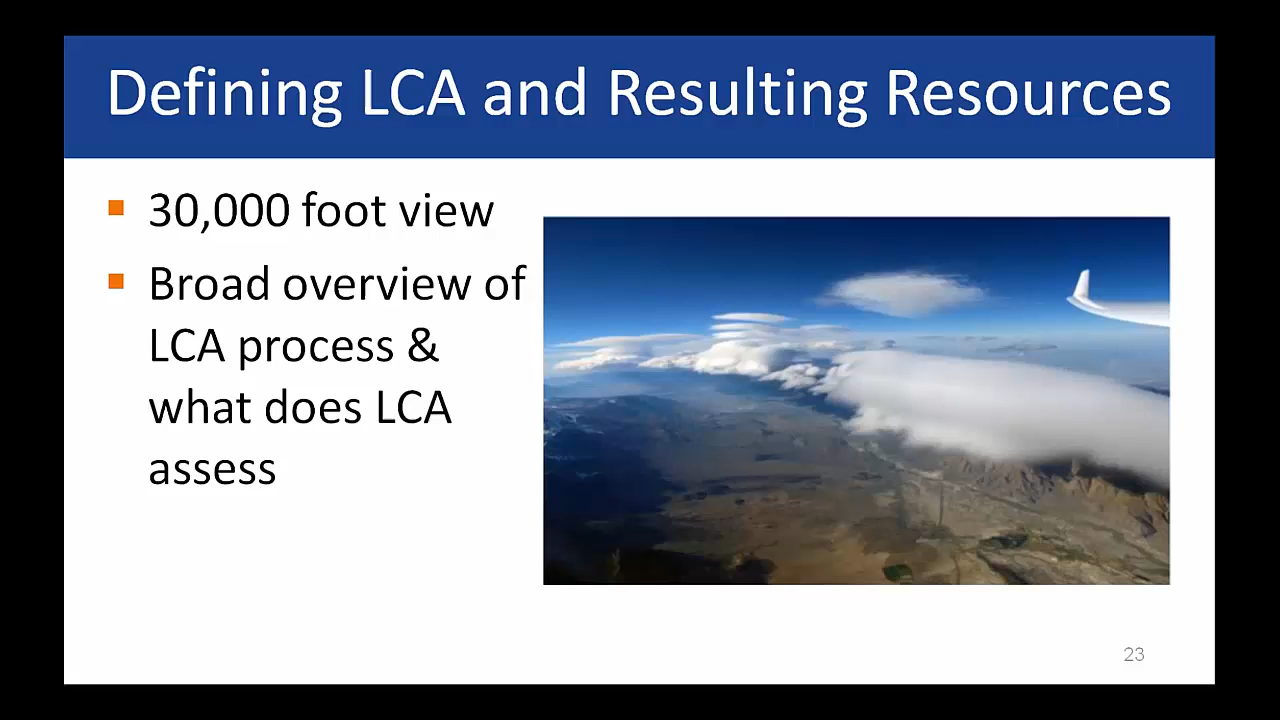 Defining LCA and Resulting Resources
30,000 foot view
Broad overview of
LCA process &
what does LCA
assess
23